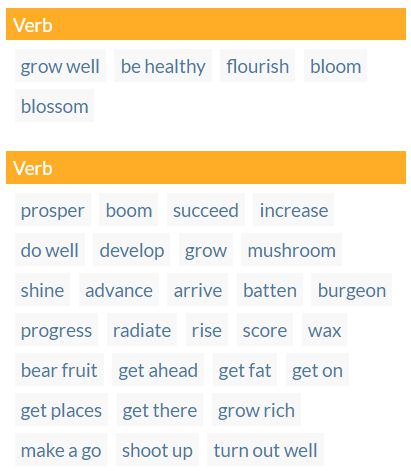 Verb
grow well be healthy flourish bloom
blossom
Verb
prosper boom succeed increase
do well develop grow mushroom
shine advance arrive batten burgeon
progress radiate rise score wax
bear fruit get ahead get fat get on
get places get there grow rich
make a go shoot up turn out well